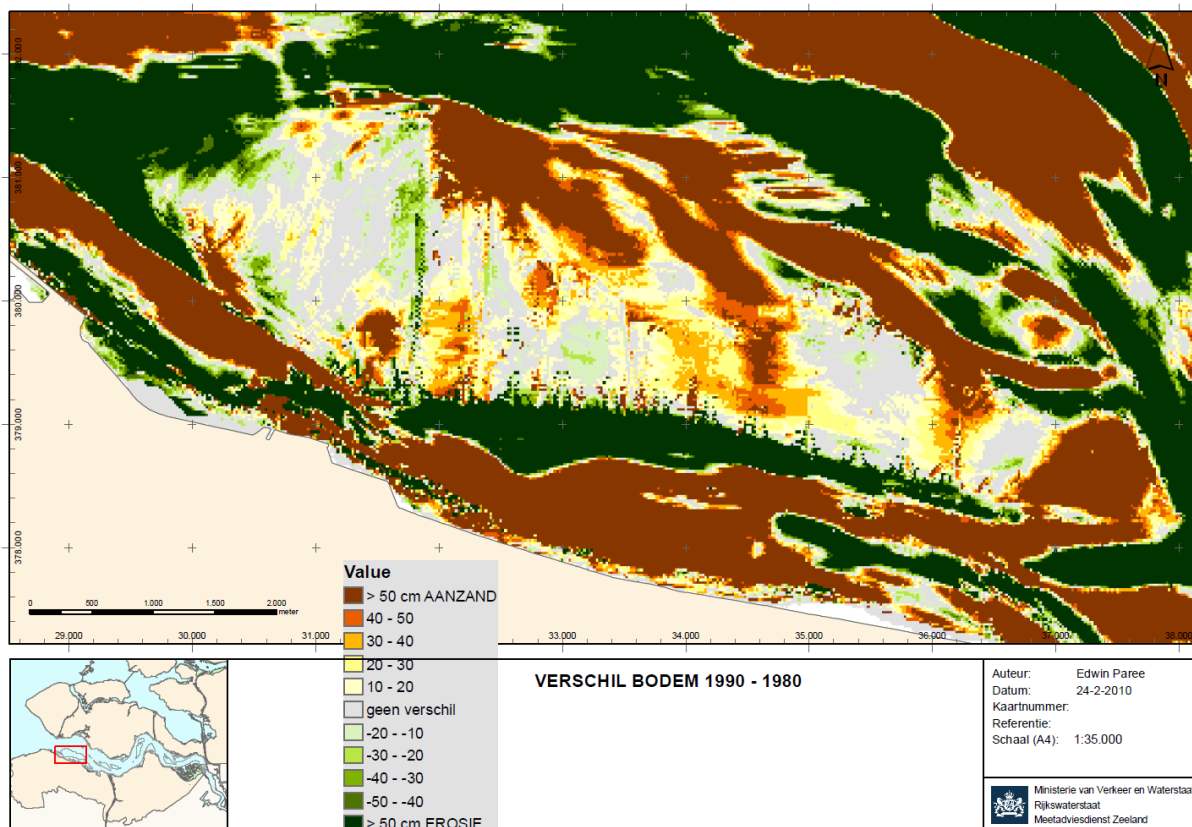 382.000
381.000
380.000
379.000
378.000
N
0 500 1.000 1.500 2.000
meter
29.000 30.000 31.000 33.000 34.000 35.000 36.000 37.000 38.000
Value
> 50 cm AANZAND
40 - 50
30 - 40
20 - 30
10 - 20
geen verschil
-20 - -10
-30 - -20
-40 - -30
-50 - -40
> 50 cm EROSIE
VERSCHIL BODEM 1990 - 1980
Auteur: Edwin Paree
Datum: 24-2-2010
Kaartnummer:
Referentie:
Schaal (A4): 1:35.000
Ministerie van Verkeer en Waterstaat
Rijkswaterstaat
Meetadviesdienst Zeeland